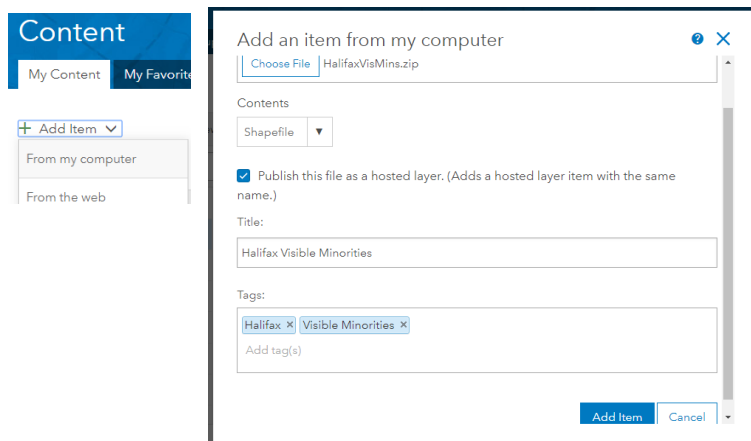 Content
My Content
My Favorite
+ Add Item
From my computer
From the web
Add an item from my computer
?
Choose File HalifaxVisMins.zip
Contents
Shapefile
Publish this file as a hosted layer. (Adds a hosted layer item with the same
name.)
Title:
Halifax Visible Minorities
Tags:
Halifax × Visible Minorities ×
Add tag(s)
Add Item Cancel